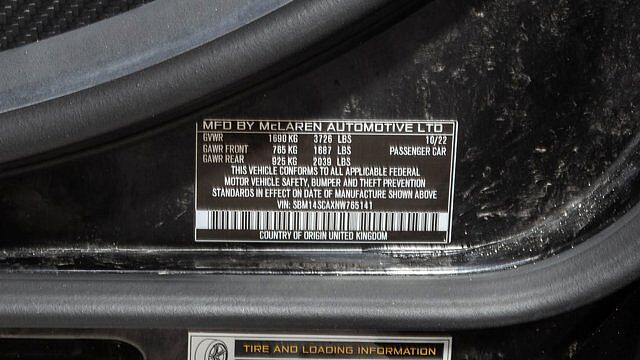 MFD BY McLAREN AUTOMOTIVE LTD
GVWR 1690 KG 3726 LBS 10/22
GAWR FRONT 765 KG 1687 LBS PASSENGER CAR
GAWR REAR 925 KG 2039 LBS
THIS VEHICLE CONFORMS TO ALL APPLICABLE FEDERAL
MOTOR VEHICLE SAFETY, BUMPER AND THEFT PREVENTION
STANDARDS IN EFFECT ON DATE OF MANUFACTURE SHOWN ABOVE
VIN: SBM14SCAXNW765141
COUNTRY OF ORIGIN UNITED KINGDOM
TIRE AND LOADING INFORMATION